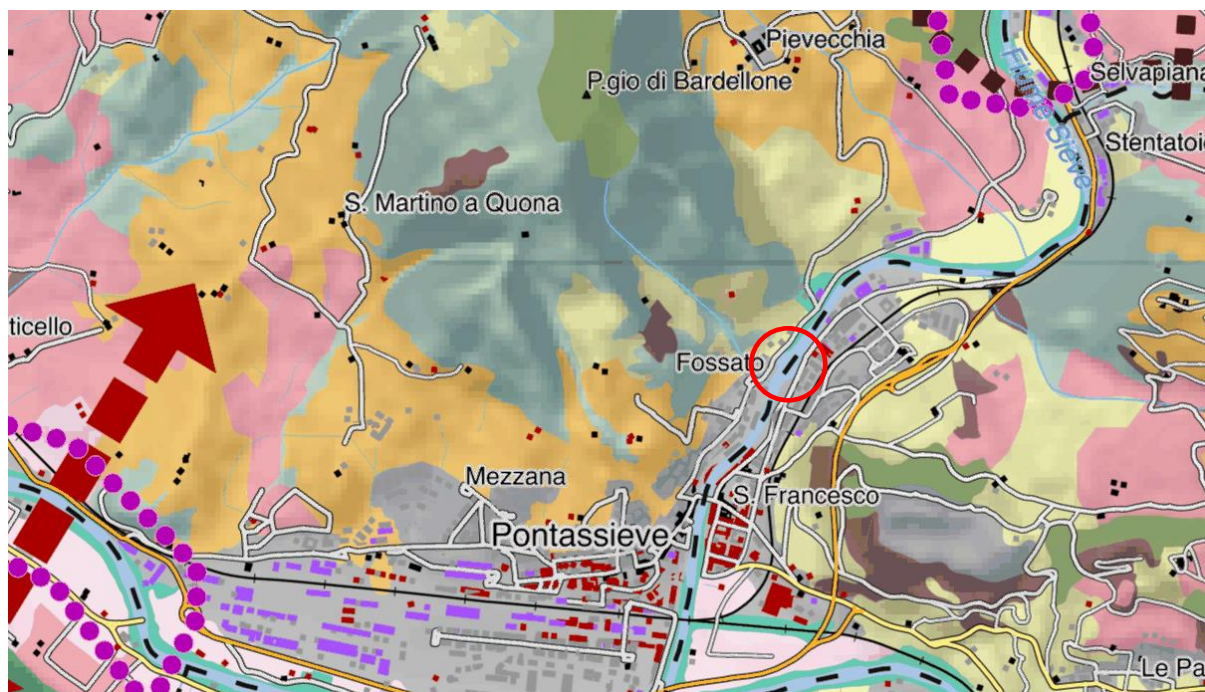 Pievecchia
P.gio di Bardellone
Selvapiana
Fiume Sieve
Stentatoio
S. Martino a Quona
ticello
Fossato
Mezzana
S. Francesco
Pontassieve
Le Pa